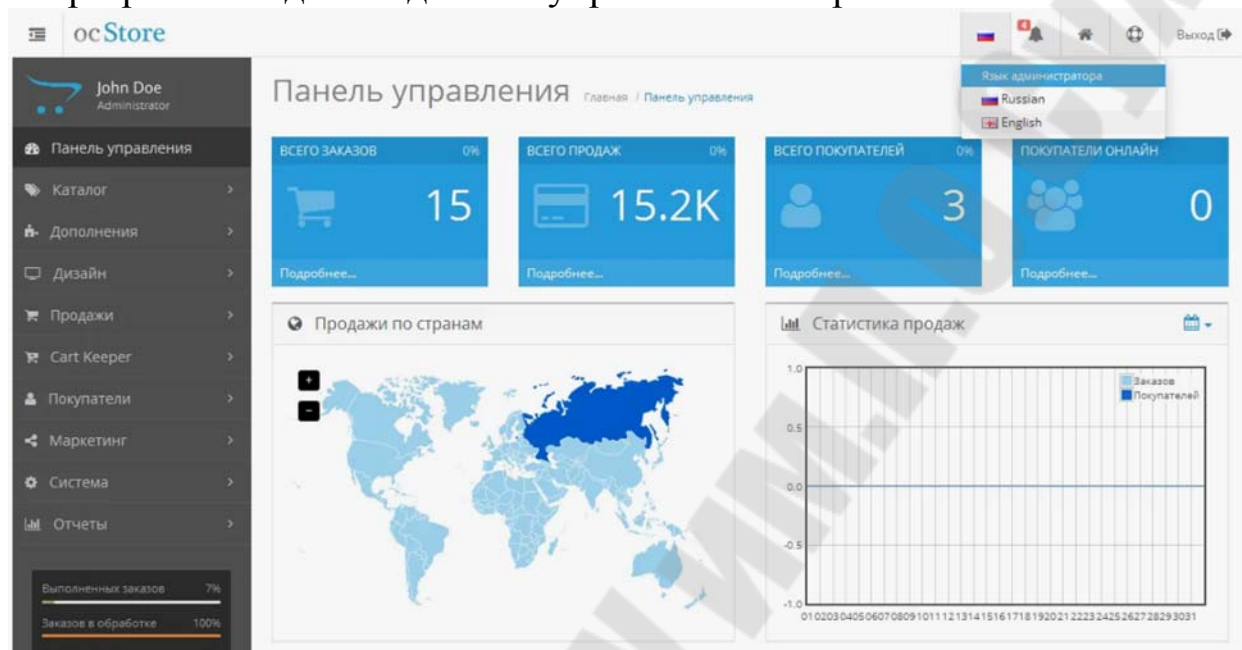 ocStore
4
Выход
Язык администратора
Russian
English
John Doe
Administrator
Панель управления
Главная / Панель управления
Панель управления
Каталог
Дополнения
Дизайн
Продажи
Cart Keeper
Покупатели
Маркетинг
Система
Отчеты
Выполненных заказов 7%
Заказов в обработке 100%
ВСЕГО ЗАКАЗОВ 0%
15
Подробнее...
ВСЕГО ПРОДАЖ 0%
15.2K
Подробнее...
ВСЕГО ПОКУПАТЕЛЕЙ 0%
3
Подробнее...
ПОКУПАТЕЛИ ОНЛАЙН
0
Подробнее...
Продажи по странам
+
−
Статистика продаж
Заказов
Покупателей
1.0
0.5
0.0
-0.5
-1.0
01020304050607080910111213141516171819202122232425262728293031